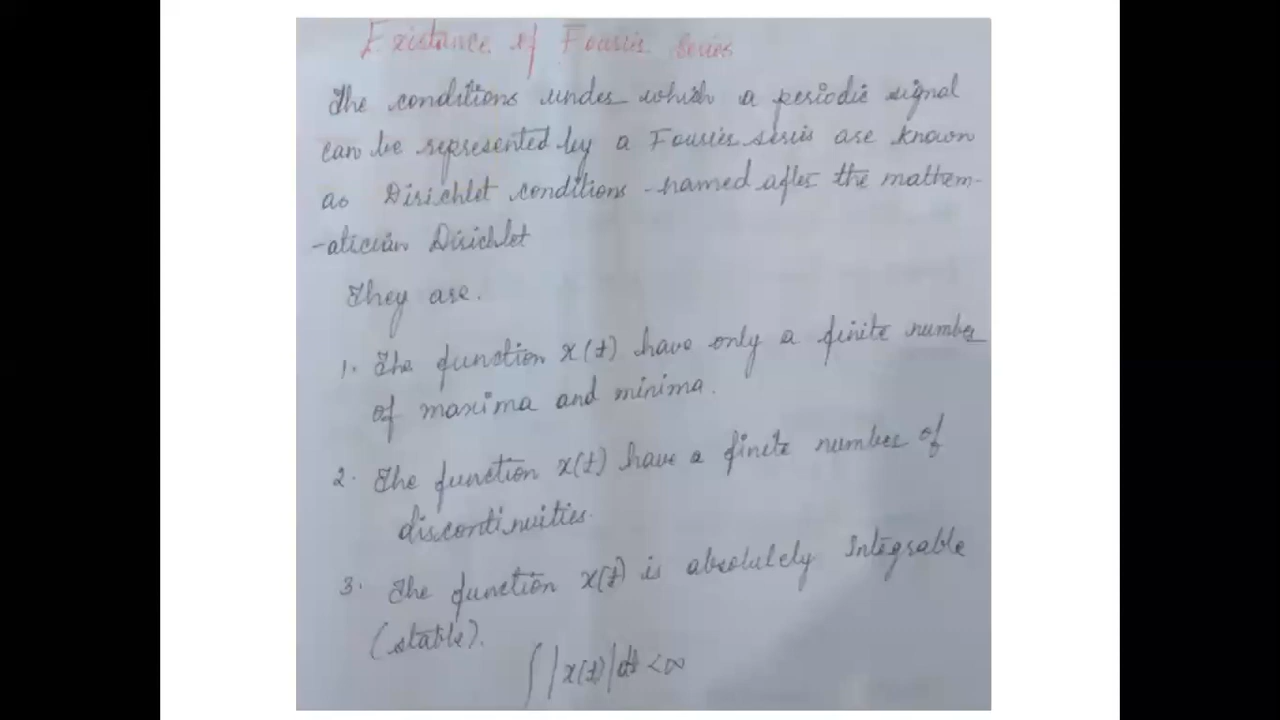 Existance of Fourier series
The conditions under which a periodic signal
can be represented by a Fourier series are known
as Dirichlet conditions named after the mathem-
-atician Dirichlet
They are.
1. The function x(t) have only a finite number
of maxima and minima.
2. The function x(t) have a finite number of
discontinuities.
3. The function x(t) is absolutely Integrable
(stable).
∫|x(t)|dt<∞